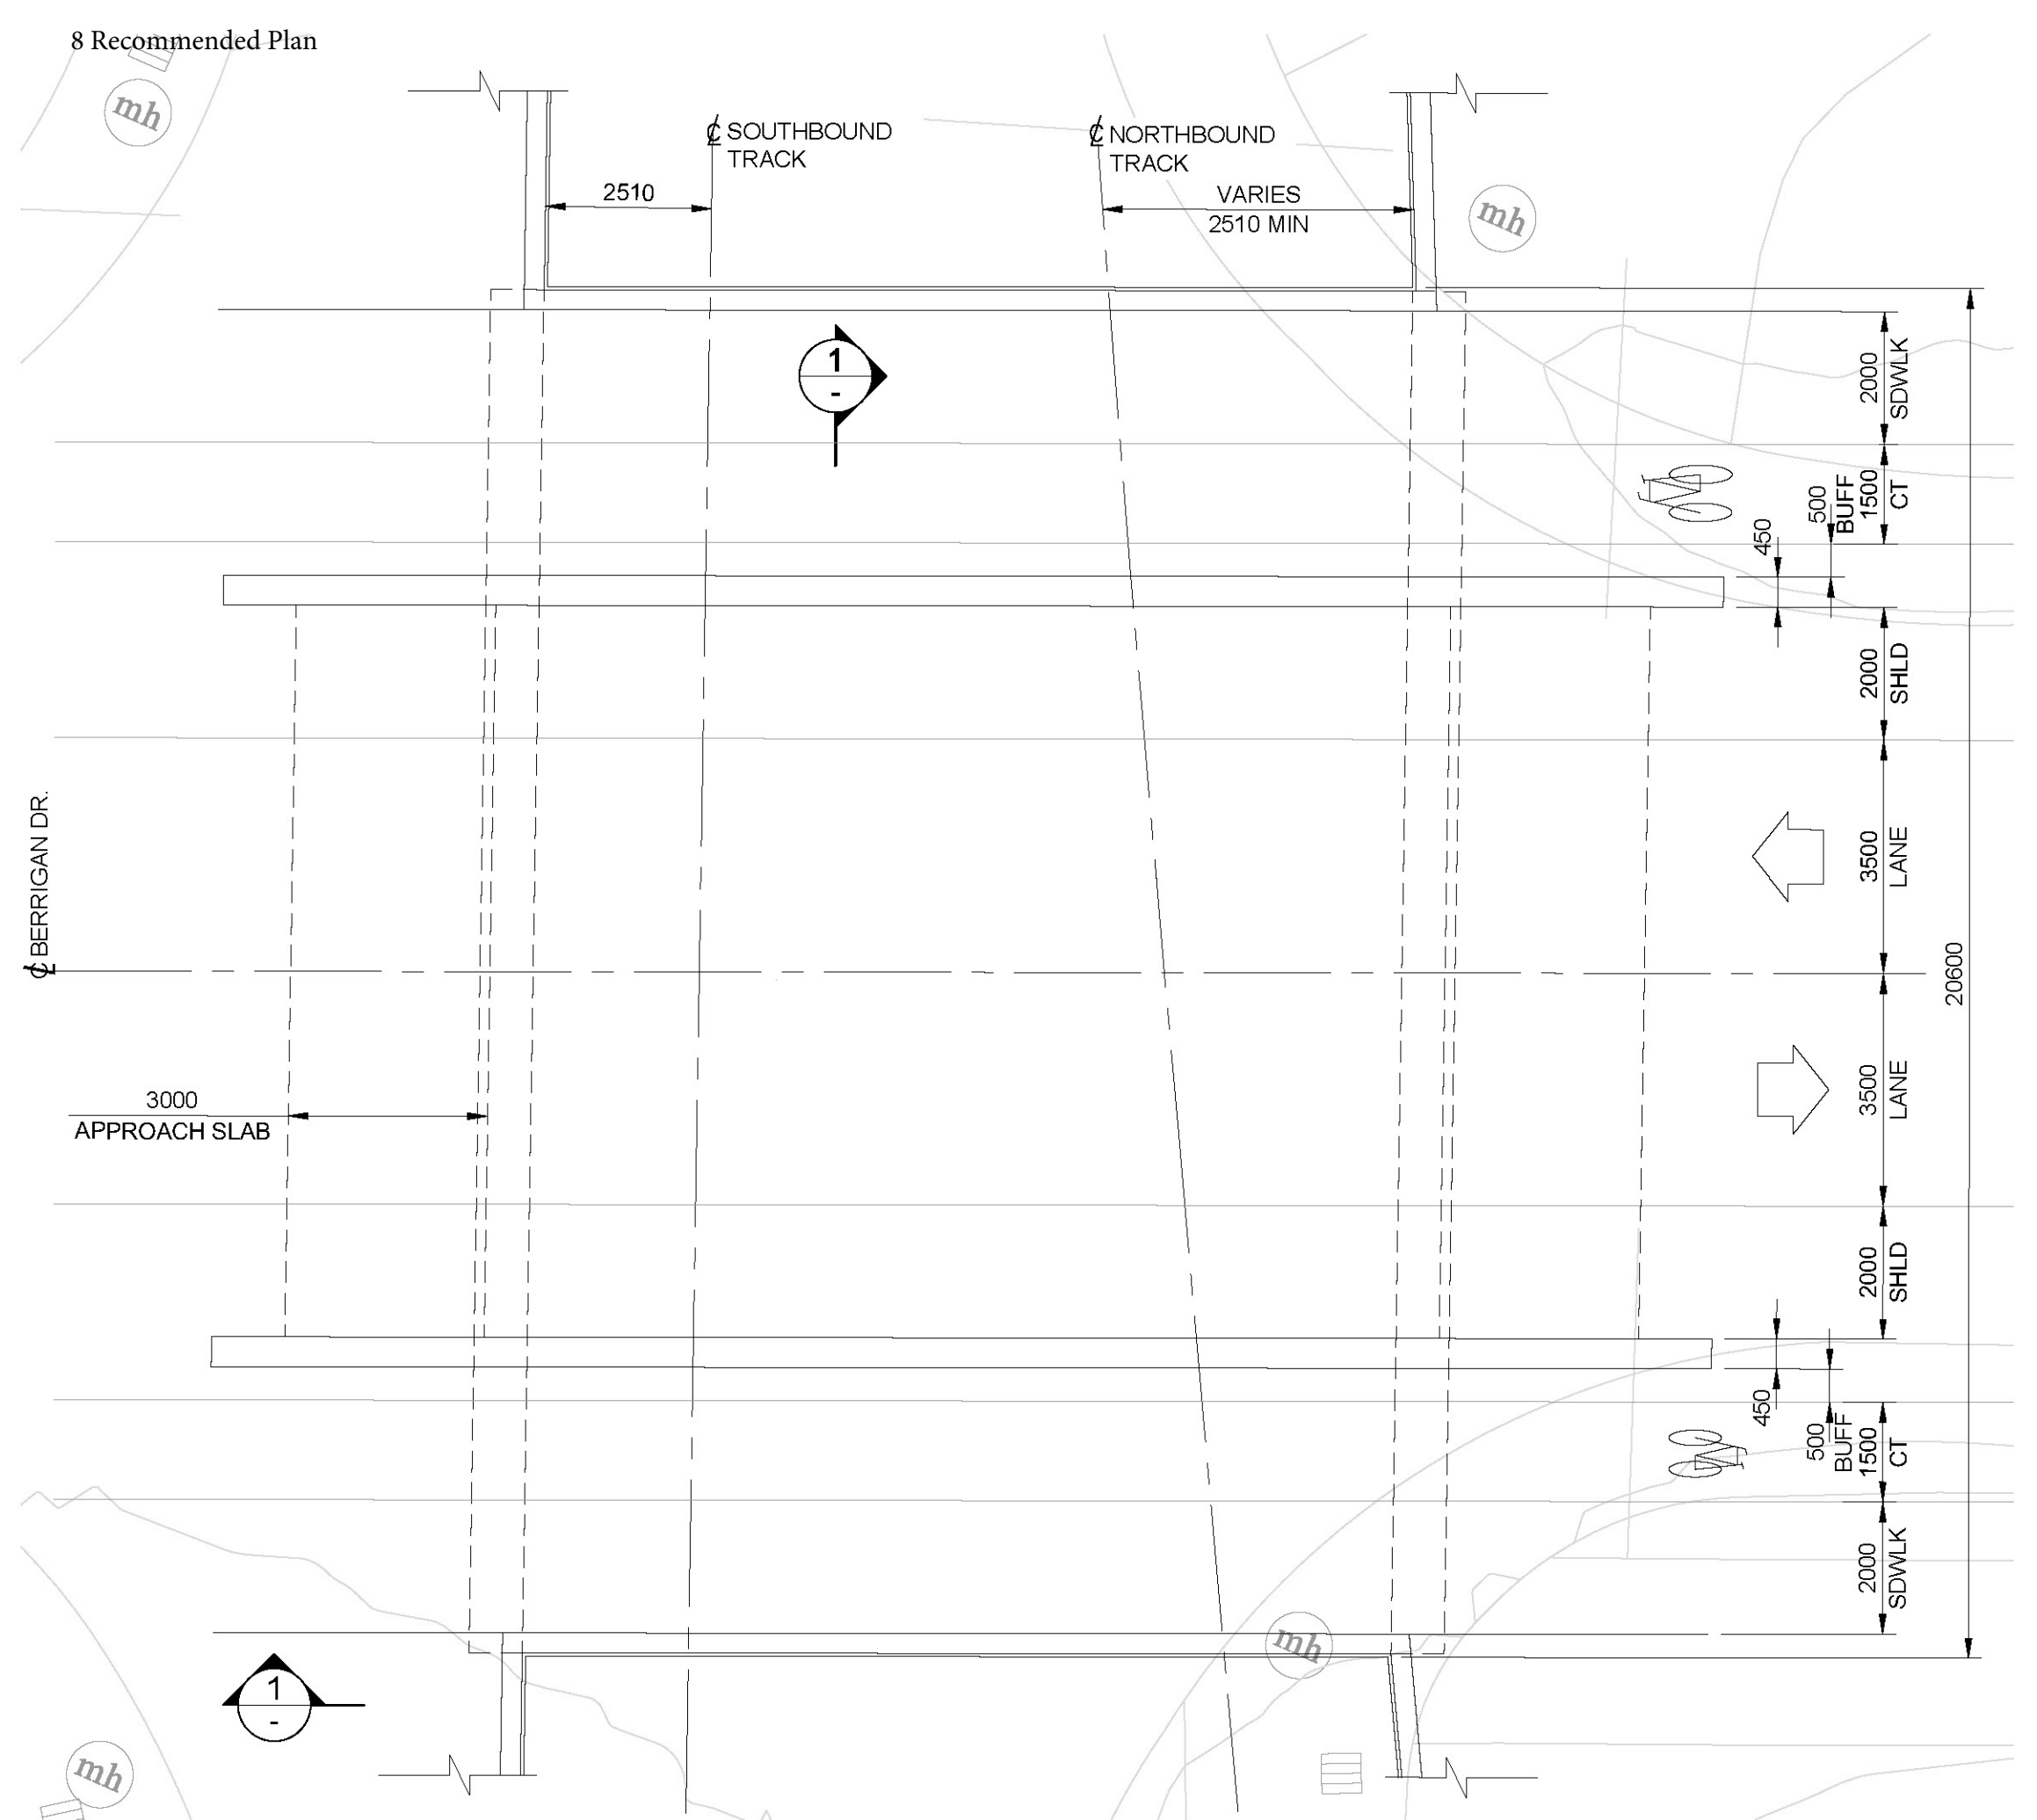 8 Recommended Plan
mh
℄ SOUTHBOUND
TRACK
℄ NORTHBOUND
TRACK
2510
VARIES
2510 MIN
mh
1
-
2000
SDWLK
1500
CT
500
BUFF
450
2000
SHLD
3500
LANE
℄ BERRIGAN DR.
20600
3500
LANE
3000
APPROACH SLAB
2000
SHLD
450
500
BUFF
1500
CT
2000
SDWLK
mh
1
-
mh